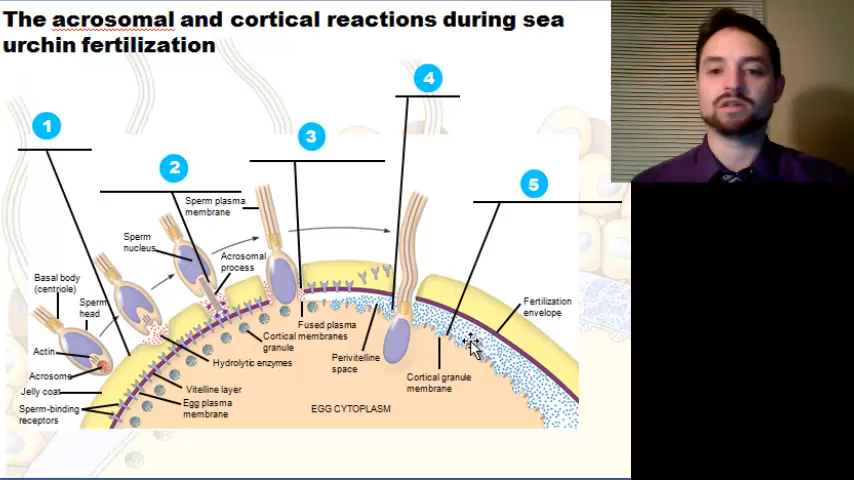 The acrosomal and cortical reactions during sea
urchin fertilization
1
2
3
4
5
Sperm plasma
membrane
Sperm
nucleus
Acrosomal
process
Basal body
(centriole)
Sperm
head
Actin
Acrosome
Jelly coat
Sperm-binding
receptors
Fused plasma
membranes
Cortical
granule
Hydrolytic enzymes
Vitelline layer
Egg plasma
membrane
Perivitelline
space
Cortical granule
membrane
Fertilization
envelope
EGG CYTOPLASM